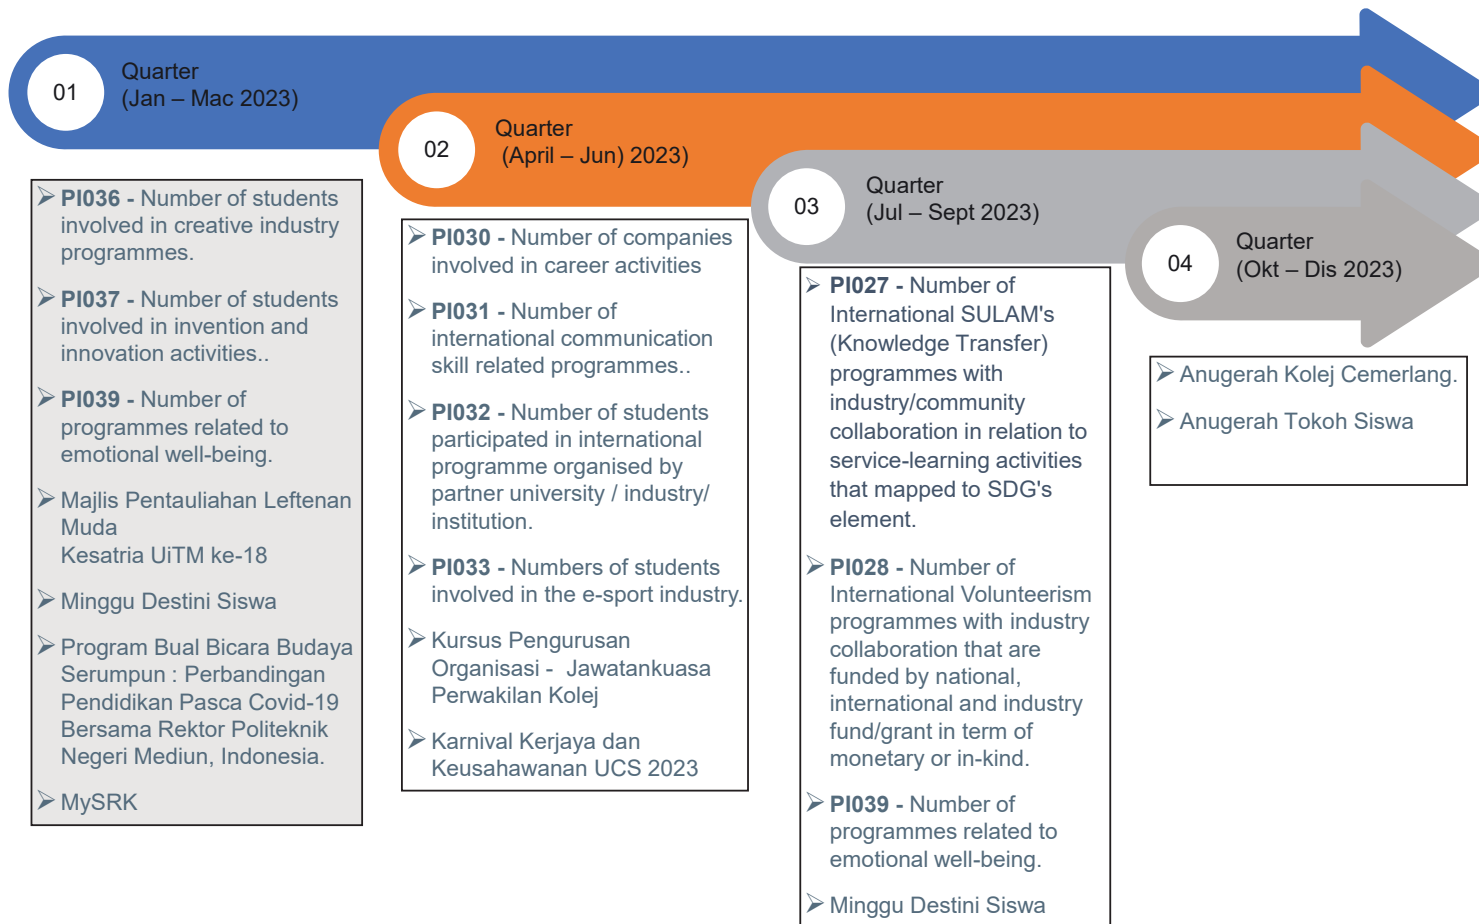 01
Quarter
(Jan – Mac 2023)
➢ PI036 - Number of students
involved in creative industry
programmes.
➢ PI037 - Number of students
involved in invention and
innovation activities..
➢ PI039 - Number of
programmes related to
emotional well-being.
➢ Majlis Pentauliahan Leftenan
Muda
Kesatria UiTM ke-18
➢ Minggu Destini Siswa
➢ Program Bual Bicara Budaya
Serumpun : Perbandingan
Pendidikan Pasca Covid-19
Bersama Rektor Politeknik
Negeri Mediun, Indonesia.
➢ MySRK
02
Quarter
(April – Jun) 2023)
➢ PI030 - Number of companies
involved in career activities
➢ PI031 - Number of
international communication
skill related programmes..
➢ PI032 - Number of students
participated in international
programme organised by
partner university / industry/
institution.
➢ PI033 - Numbers of students
involved in the e-sport industry.
➢ Kursus Pengurusan
Organisasi - Jawatankuasa
Perwakilan Kolej
➢ Karnival Kerjaya dan
Keusahawanan UCS 2023
03
Quarter
(Jul – Sept 2023)
➢ PI027 - Number of
International SULAM's
(Knowledge Transfer)
programmes with
industry/community
collaboration in relation to
service-learning activities
that mapped to SDG's
element.
➢ PI028 - Number of
International Volunteerism
programmes with industry
collaboration that are
funded by national,
international and industry
fund/grant in term of
monetary or in-kind.
➢ PI039 - Number of
programmes related to
emotional well-being.
➢ Minggu Destini Siswa
04
Quarter
(Okt – Dis 2023)
➢ Anugerah Kolej Cemerlang.
➢ Anugerah Tokoh Siswa